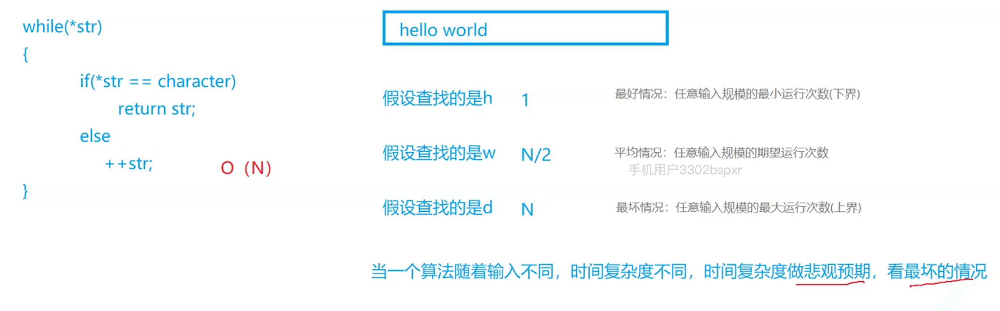 while(*str)
{
if(*str == character)
return str;
else
++str;
O（N）
}
hello world
假设查找的是h 1 最好情况：任意输入规模的最小运行次数(下界)
假设查找的是w N/2 平均情况：任意输入规模的期望运行次数
手机用户3302bspxr
假设查找的是d N 最坏情况：任意输入规模的最大运行次数(上界)
当一个算法随着输入不同，时间复杂度不同，时间复杂度做悲观预期，看最坏的情况